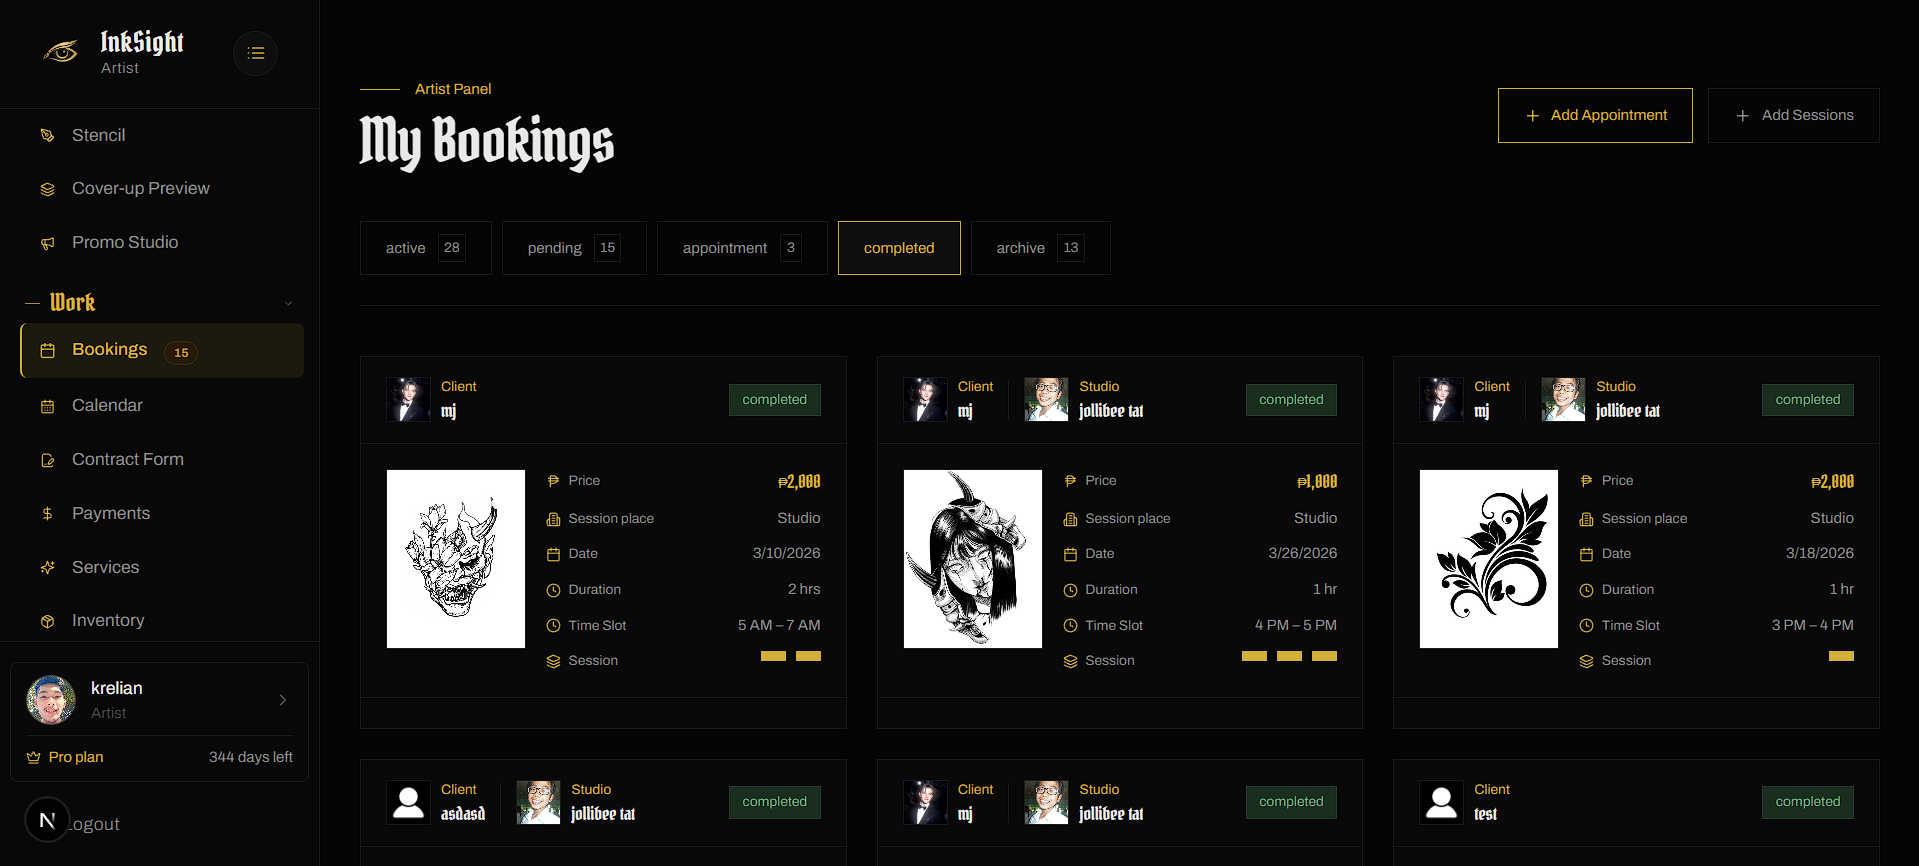 InkSight
Artist
Stencil
Cover-up Preview
Promo Studio
Work
Bookings 15
Calendar
Contract Form
Payments
Services
Inventory
krelian
Artist
Pro plan 344 days left
N
Logout
Artist Panel
My Bookings
+ Add Appointment
+ Add Sessions
active 28
pending 15
appointment 3
completed
archive 13
Client
mj
completed
Price ₱2,000
Session place Studio
Date 3/10/2026
Duration 2 hrs
Time Slot 5 AM – 7 AM
Session
Client
mj
Studio
jollibee tat
completed
Price ₱1,000
Session place Studio
Date 3/26/2026
Duration 1 hr
Time Slot 4 PM – 5 PM
Session
Client
mj
Studio
jollibee tat
completed
Price ₱2,000
Session place Studio
Date 3/18/2026
Duration 1 hr
Time Slot 3 PM – 4 PM
Session
Client
asdasd
Studio
jollibee tat
completed
Client
mj
Studio
jollibee tat
completed
Client
test
completed